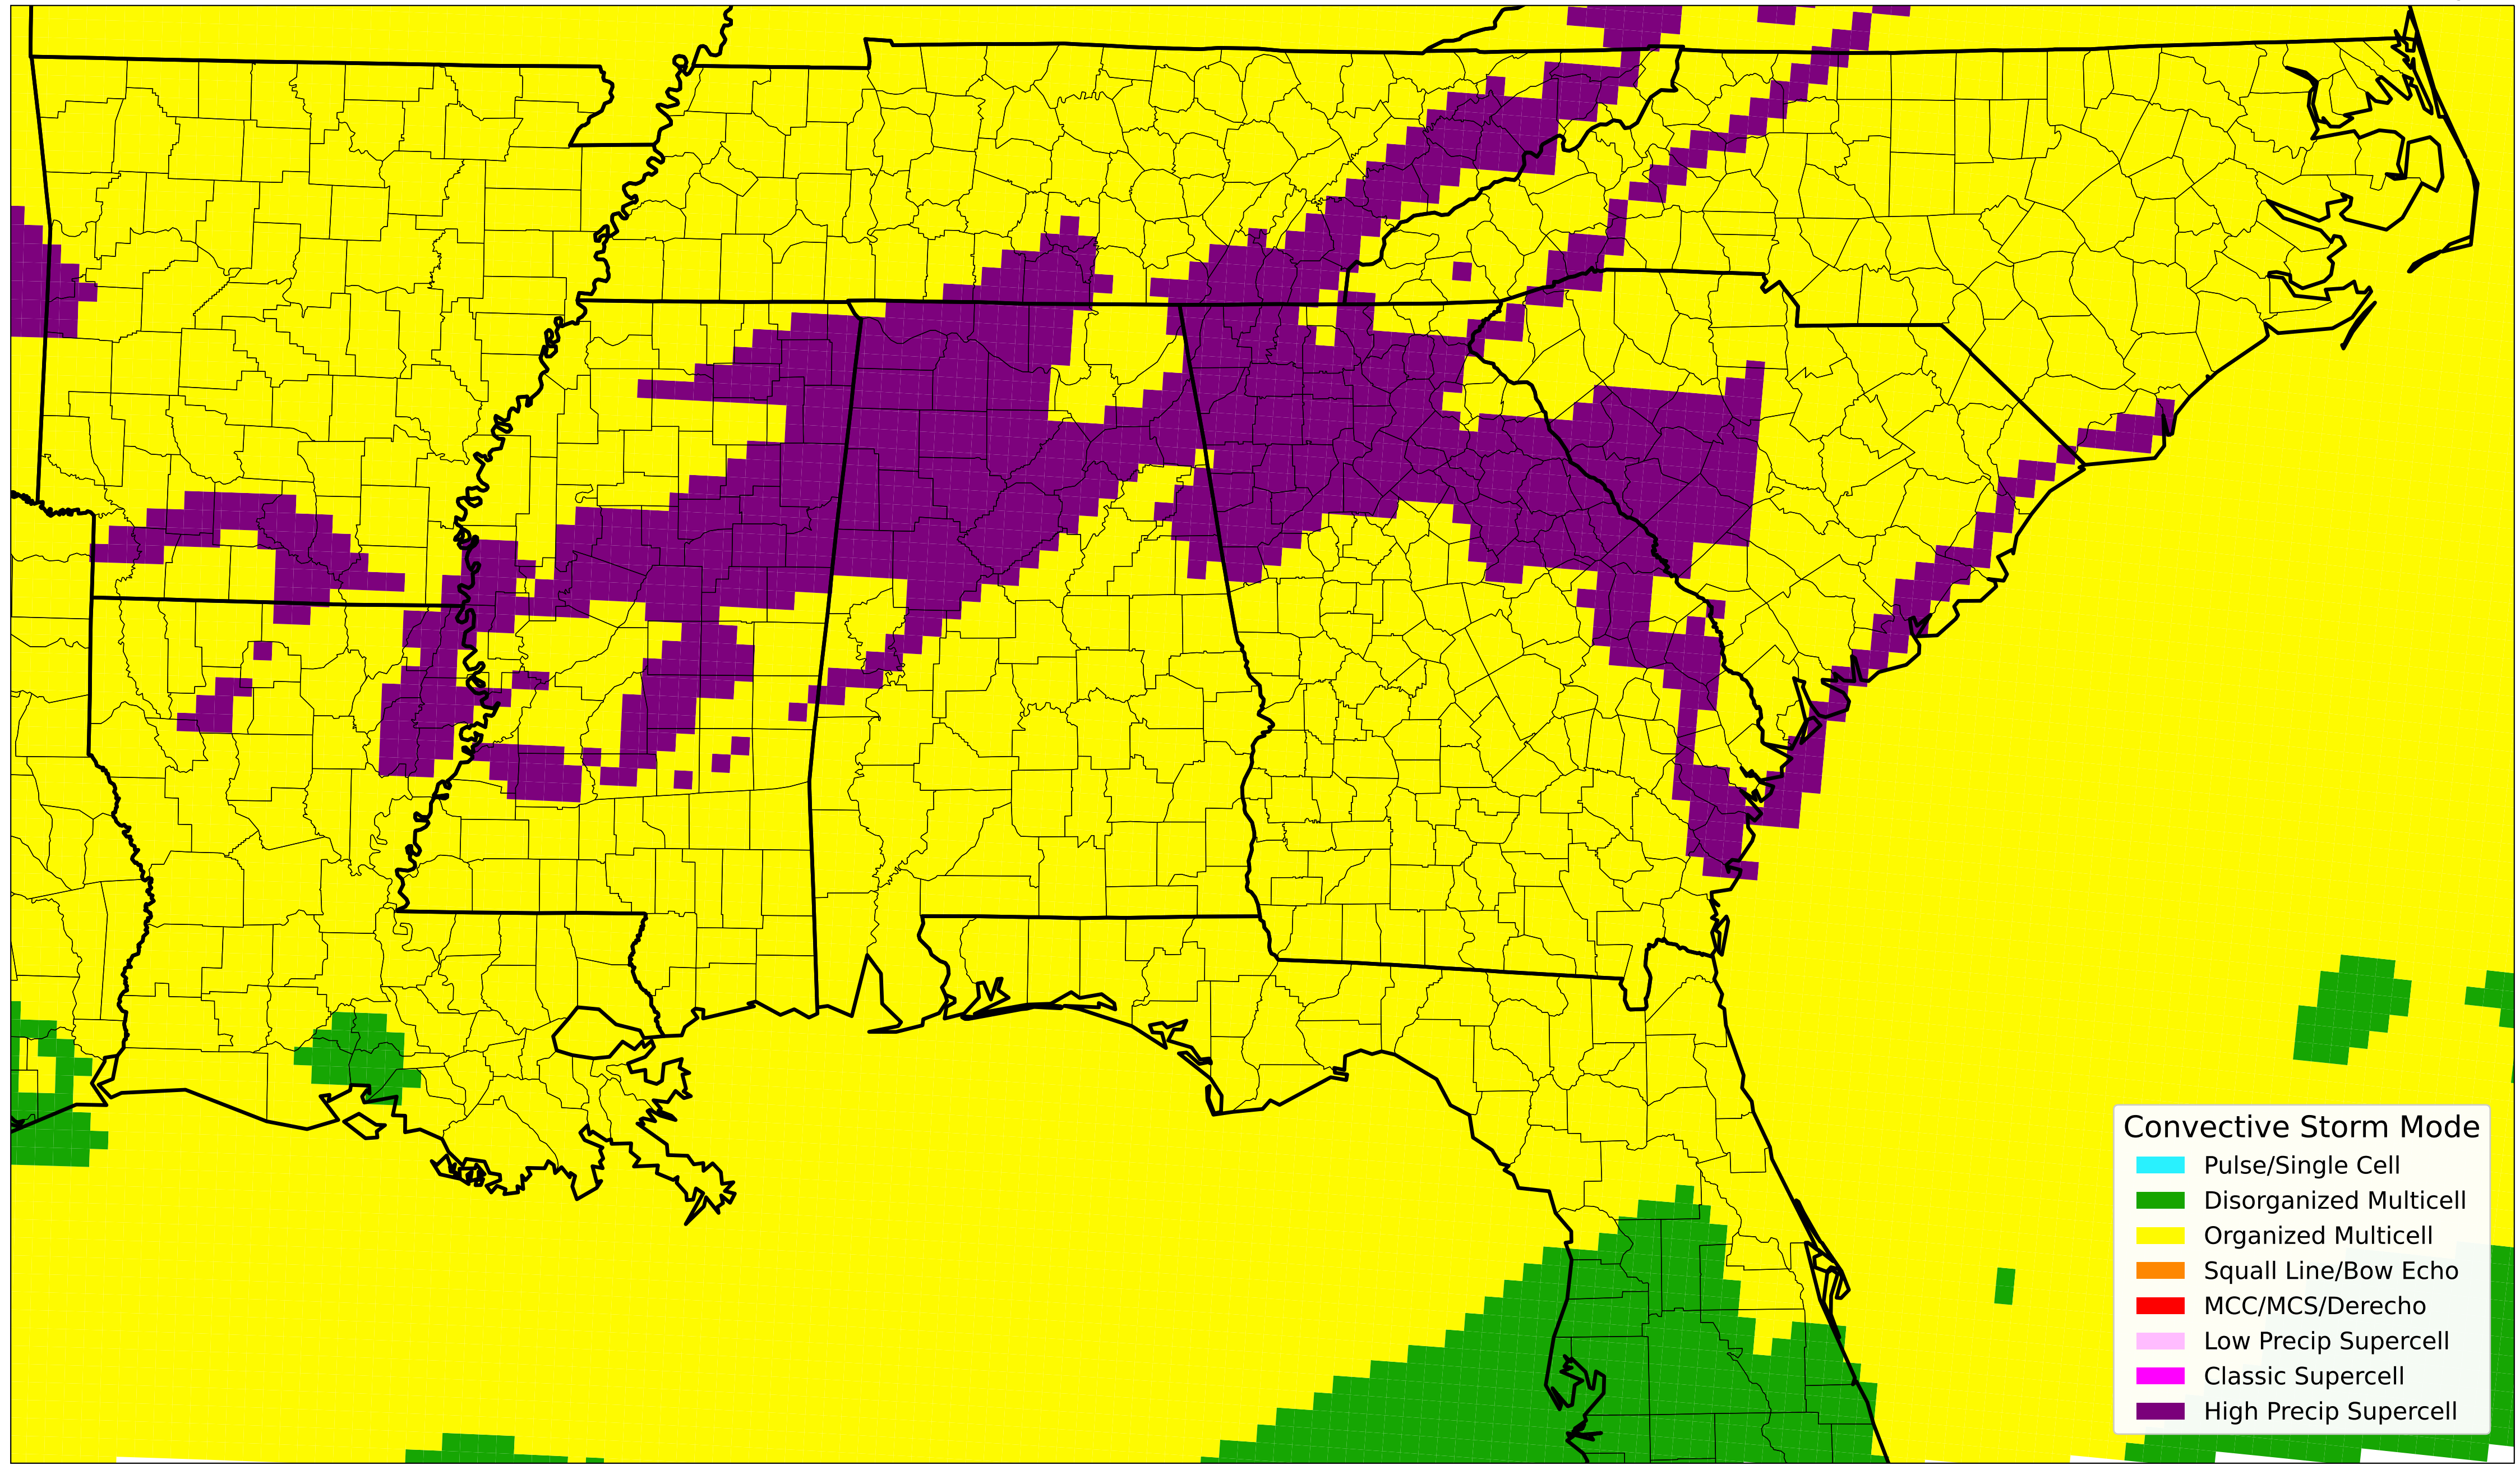 Convective Storm Mode
Pulse/Single Cell
Disorganized Multicell
Organized Multicell
Squall Line/Bow Echo
MCC/MCS/Derecho
Low Precip Supercell
Classic Supercell
High Precip Supercell